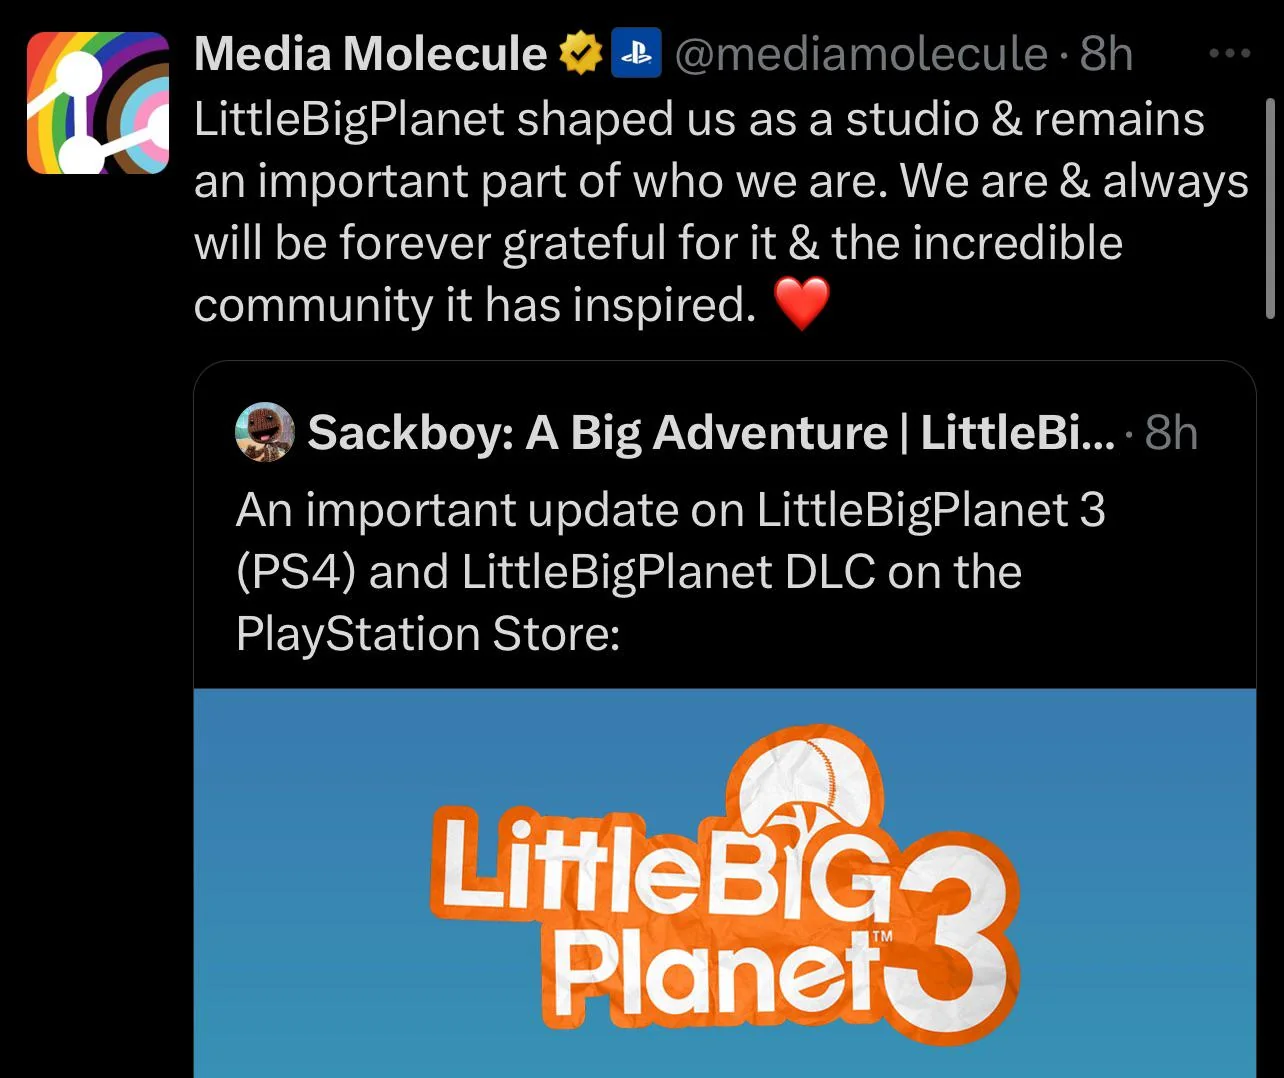 Media Molecule @mediamolecule · 8h
LittleBigPlanet shaped us as a studio & remains
an important part of who we are. We are & always
will be forever grateful for it & the incredible
community it has inspired. ❤️
Sackboy: A Big Adventure | LittleBi... · 8h
An important update on LittleBigPlanet 3
(PS4) and LittleBigPlanet DLC on the
PlayStation Store:
LittleBIG
Planet™ 3